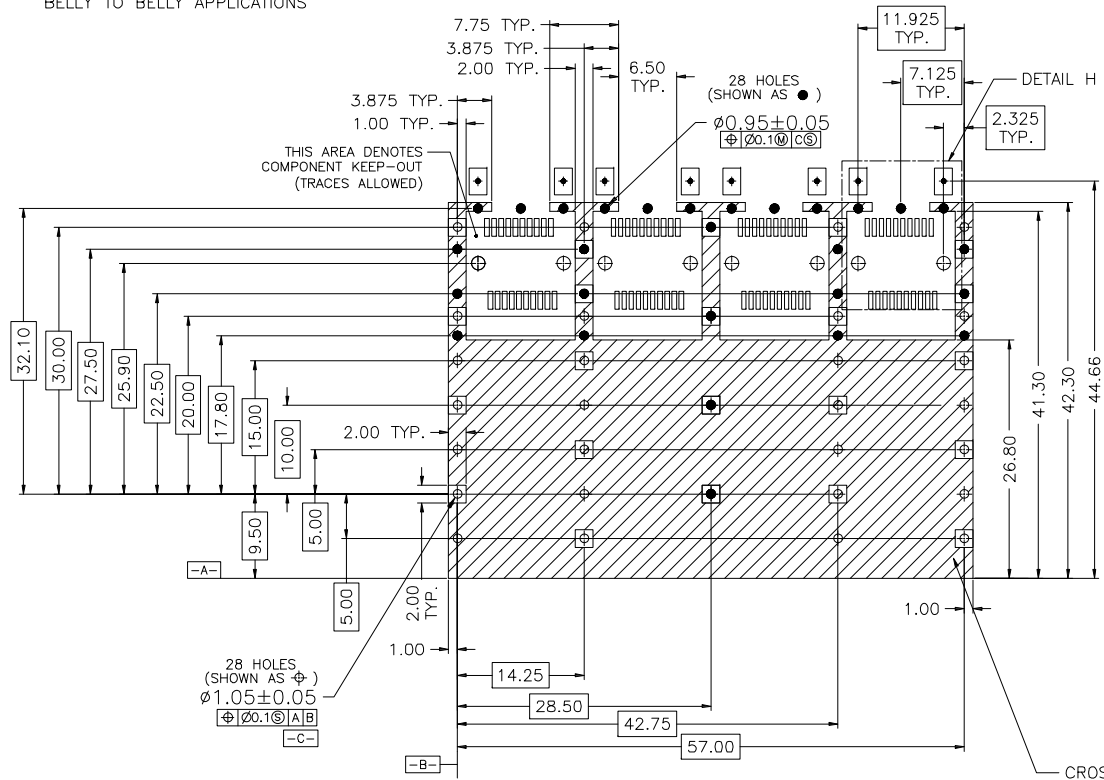 BELLY TO BELLY APPLICATIONS
7.75 TYP.
3.875 TYP.
2.00 TYP.
6.50
TYP.
11.925
TYP.
7.125
TYP.
2.325
TYP.
DETAIL H
28 HOLES
(SHOWN AS ● )
Ø0.95±0.05
⌖ Ø0.1Ⓜ CⓈ
3.875 TYP.
1.00 TYP.
THIS AREA DENOTES
COMPONENT KEEP-OUT
(TRACES ALLOWED)
32.10
30.00
27.50
25.90
22.50
20.00
17.80
15.00
10.00
5.00
9.50
5.00
2.00 TYP.
2.00
TYP.
26.80
41.30
42.30
44.66
-A-
1.00
1.00
28 HOLES
(SHOWN AS ⌖ )
Ø1.05±0.05
⌖ Ø0.1Ⓢ A B
-C-
14.25
28.50
42.75
57.00
-B-
CROS